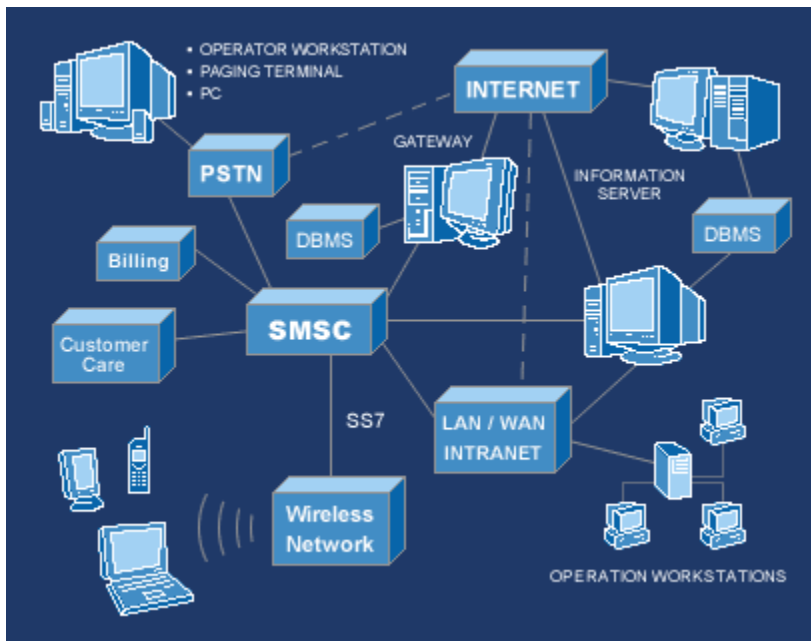 • OPERATOR WORKSTATION
• PAGING TERMINAL
• PC
INTERNET
GATEWAY
PSTN
INFORMATION
SERVER
DBMS
DBMS
Billing
SMSC
Customer
Care
SS7
LAN / WAN
INTRANET
Wireless
Network
OPERATION WORKSTATIONS